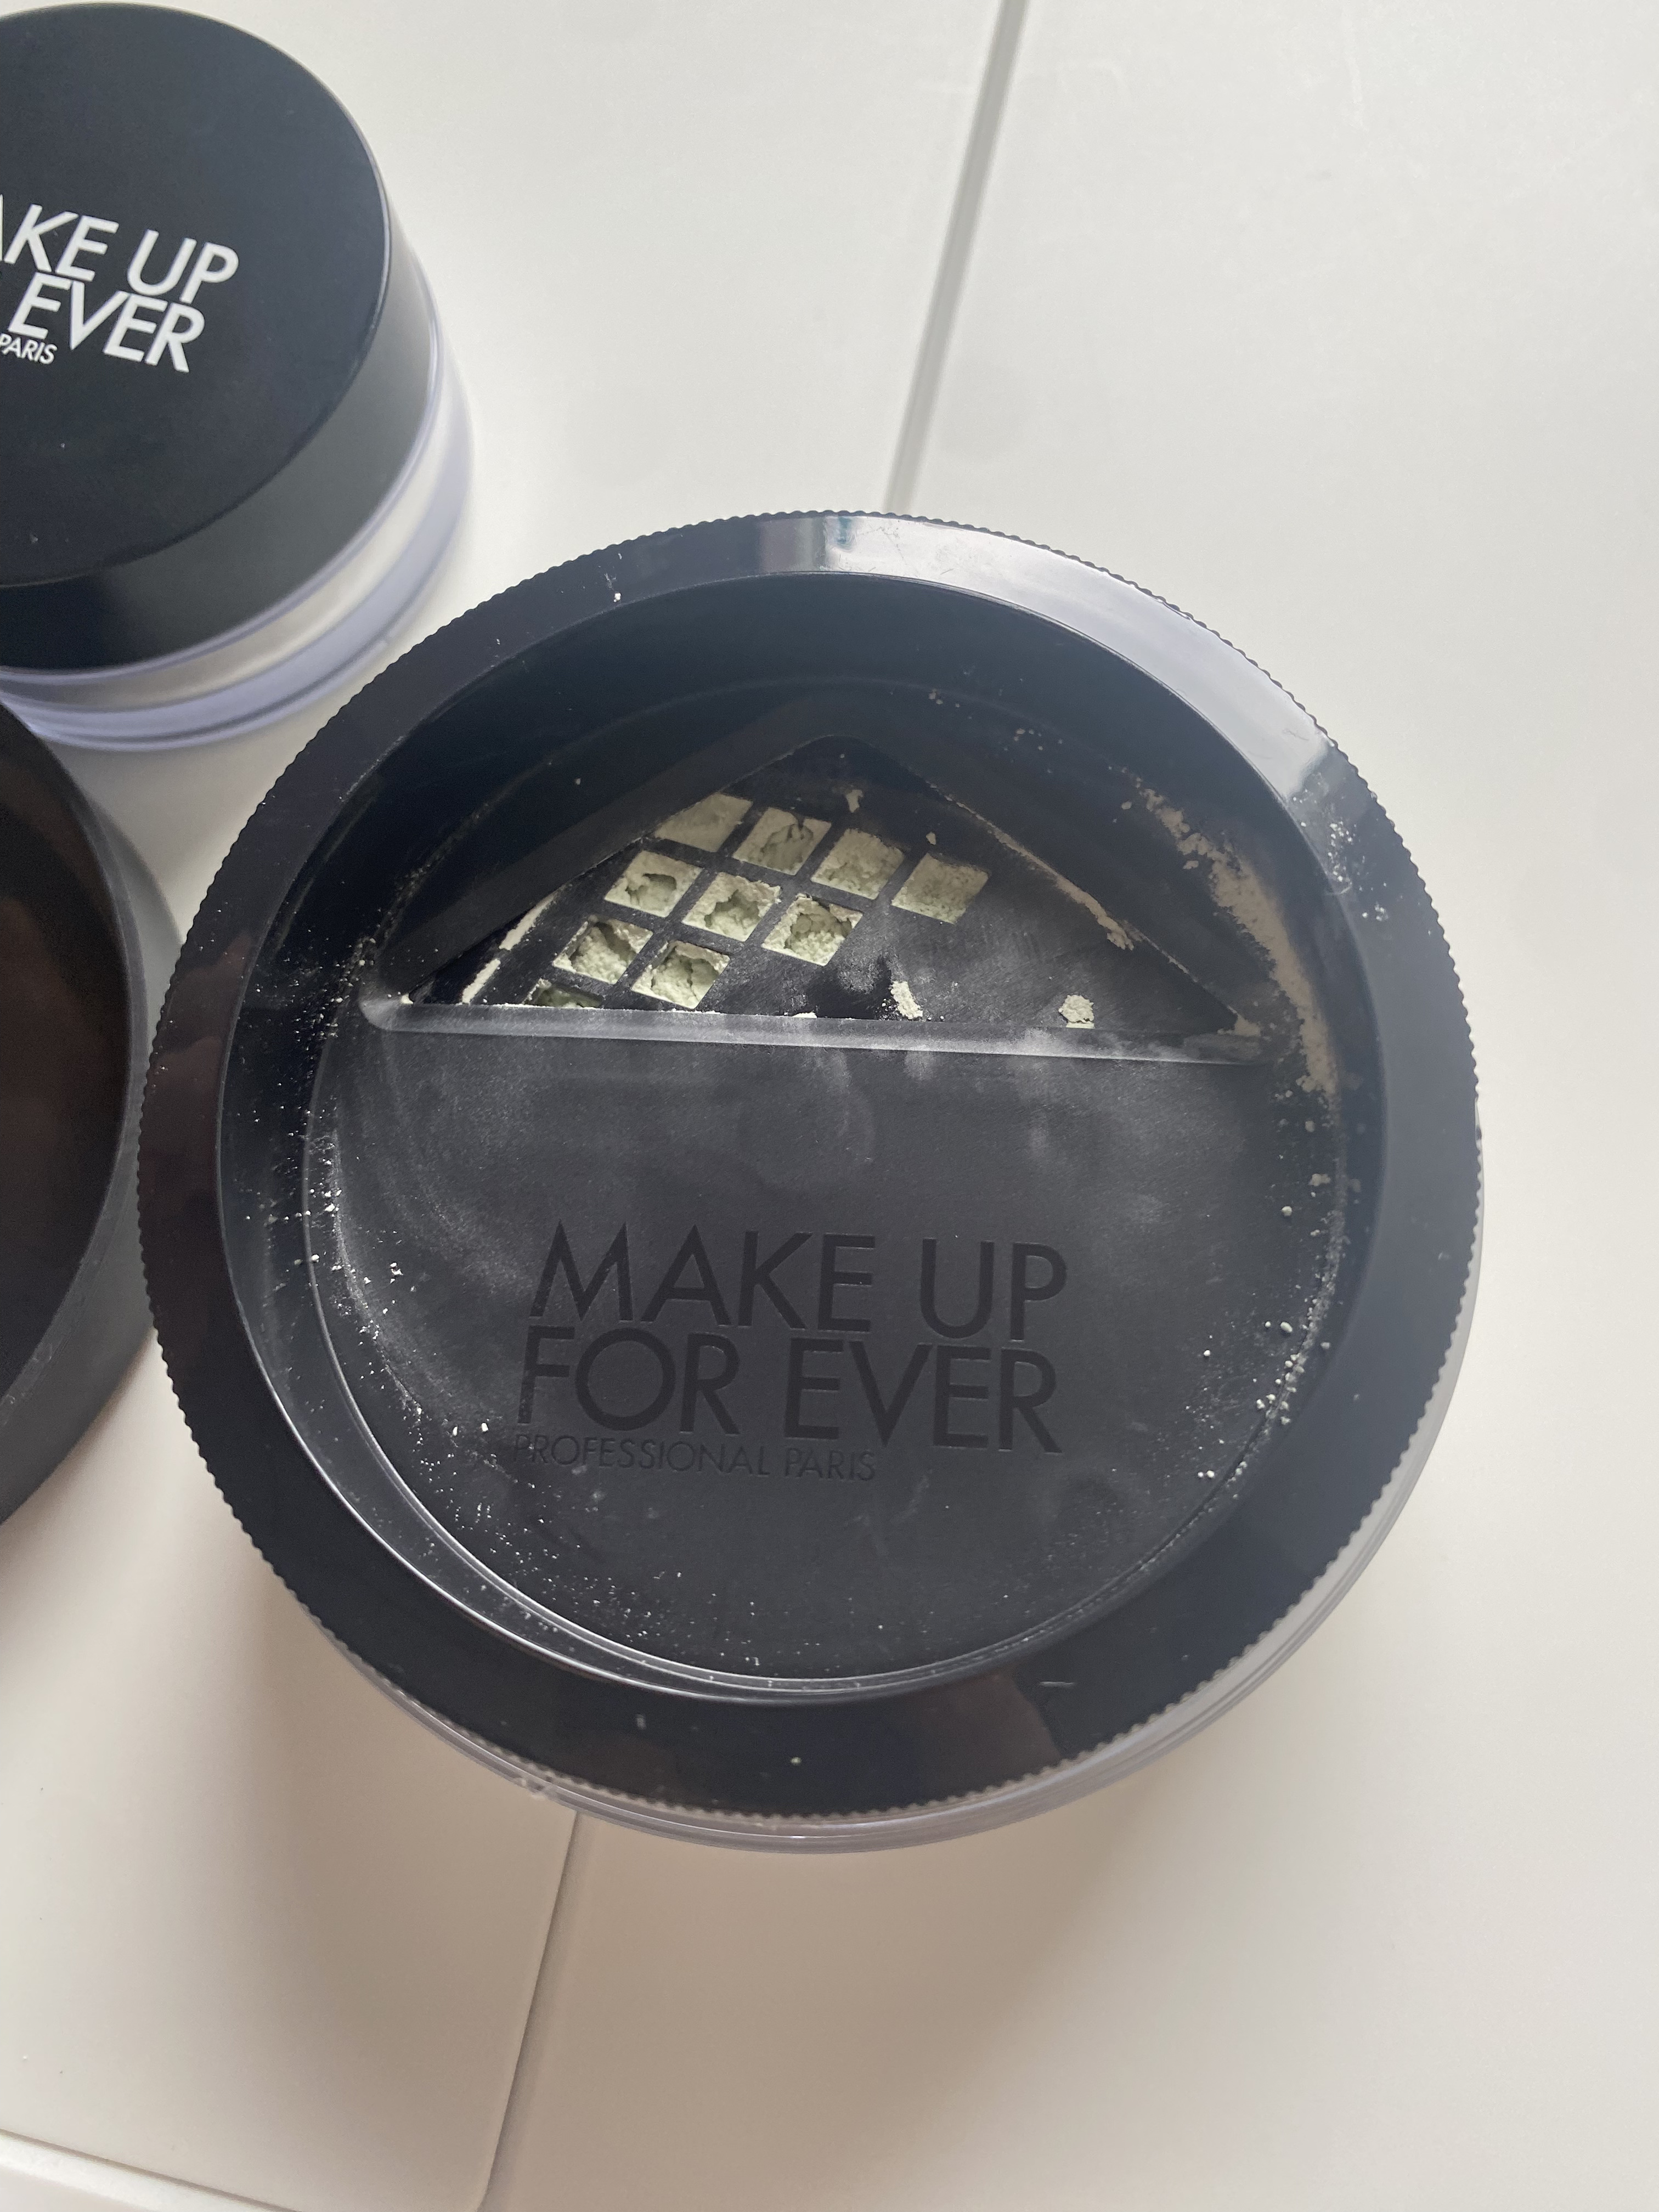 AKE UP
EVER
PARIS
MAKE UP
FOR EVER
PROFESSIONAL PARIS